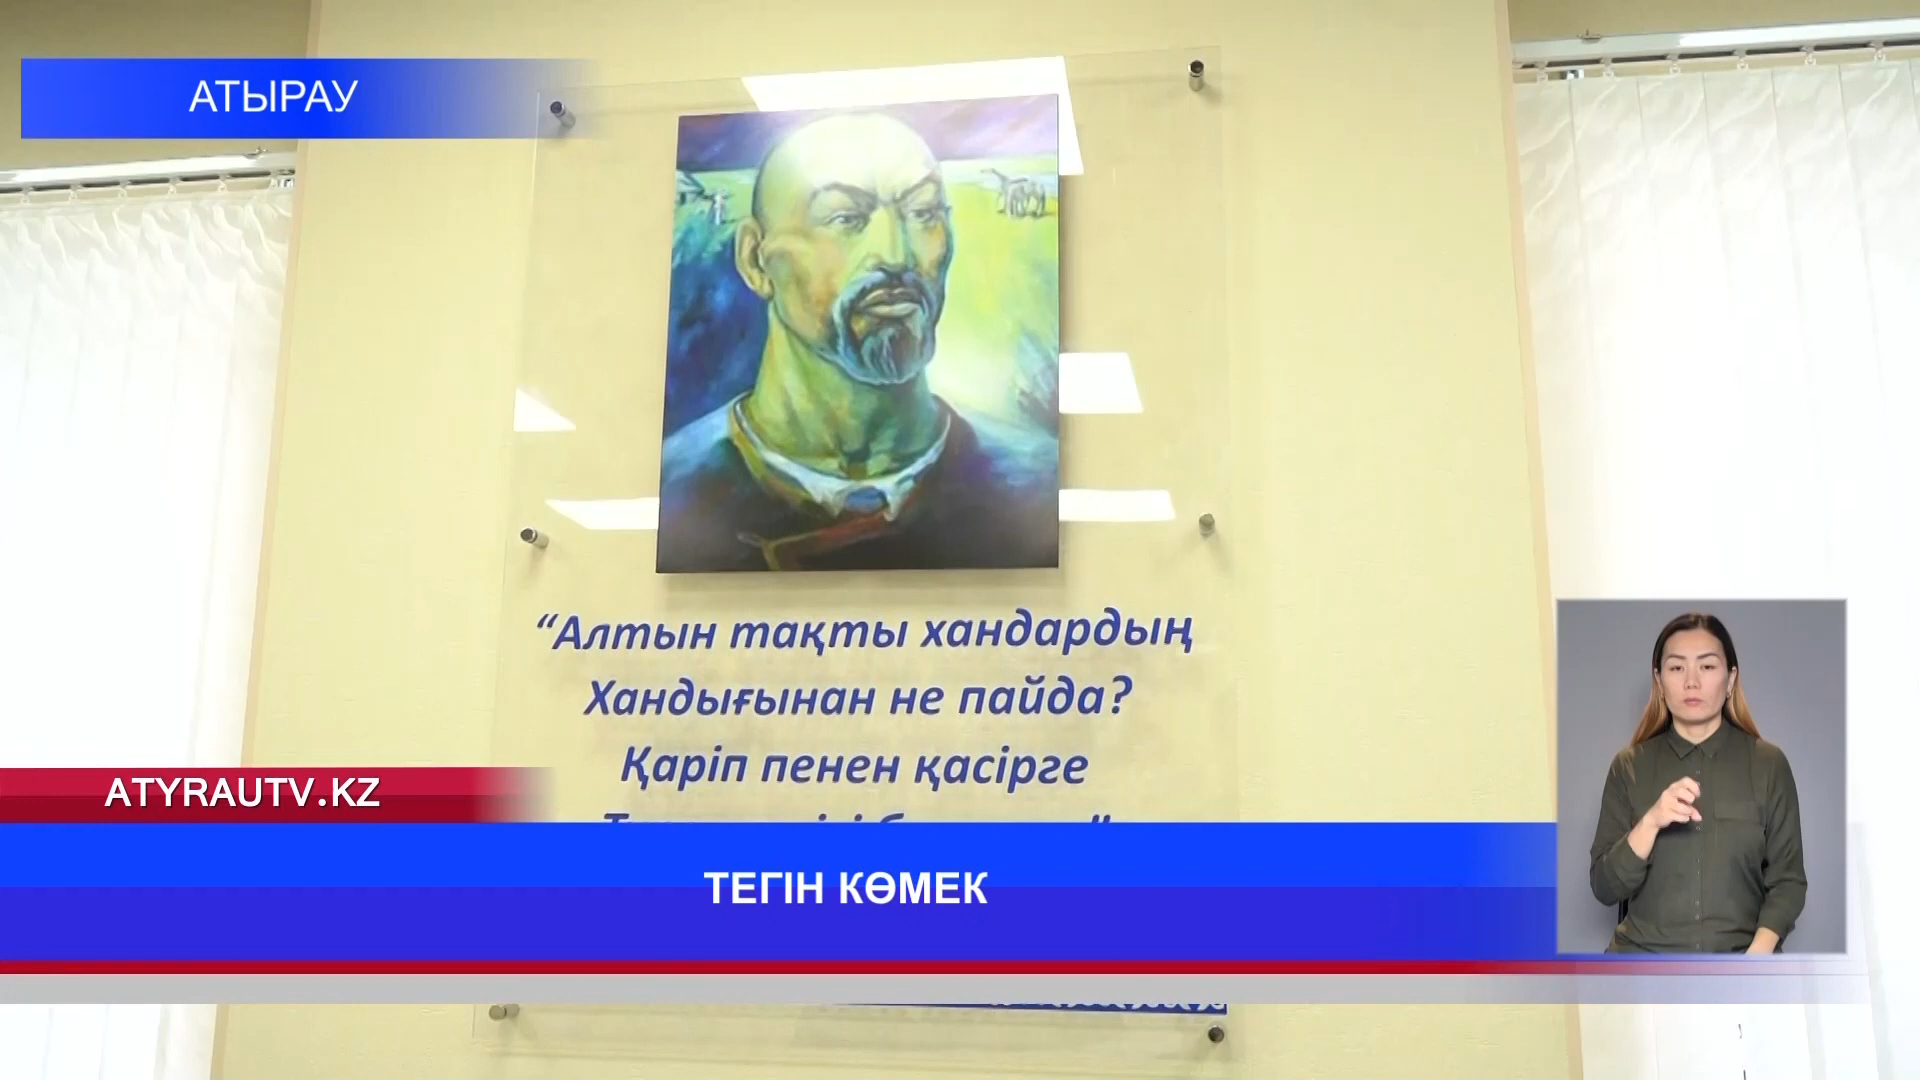 АТЫРАУ
“Алтын тақты хандардың
Хандығынан не пайда?
Қаріп пенен қасірге
ATYRAUTV.KZ
ТЕГІН КӨМЕК